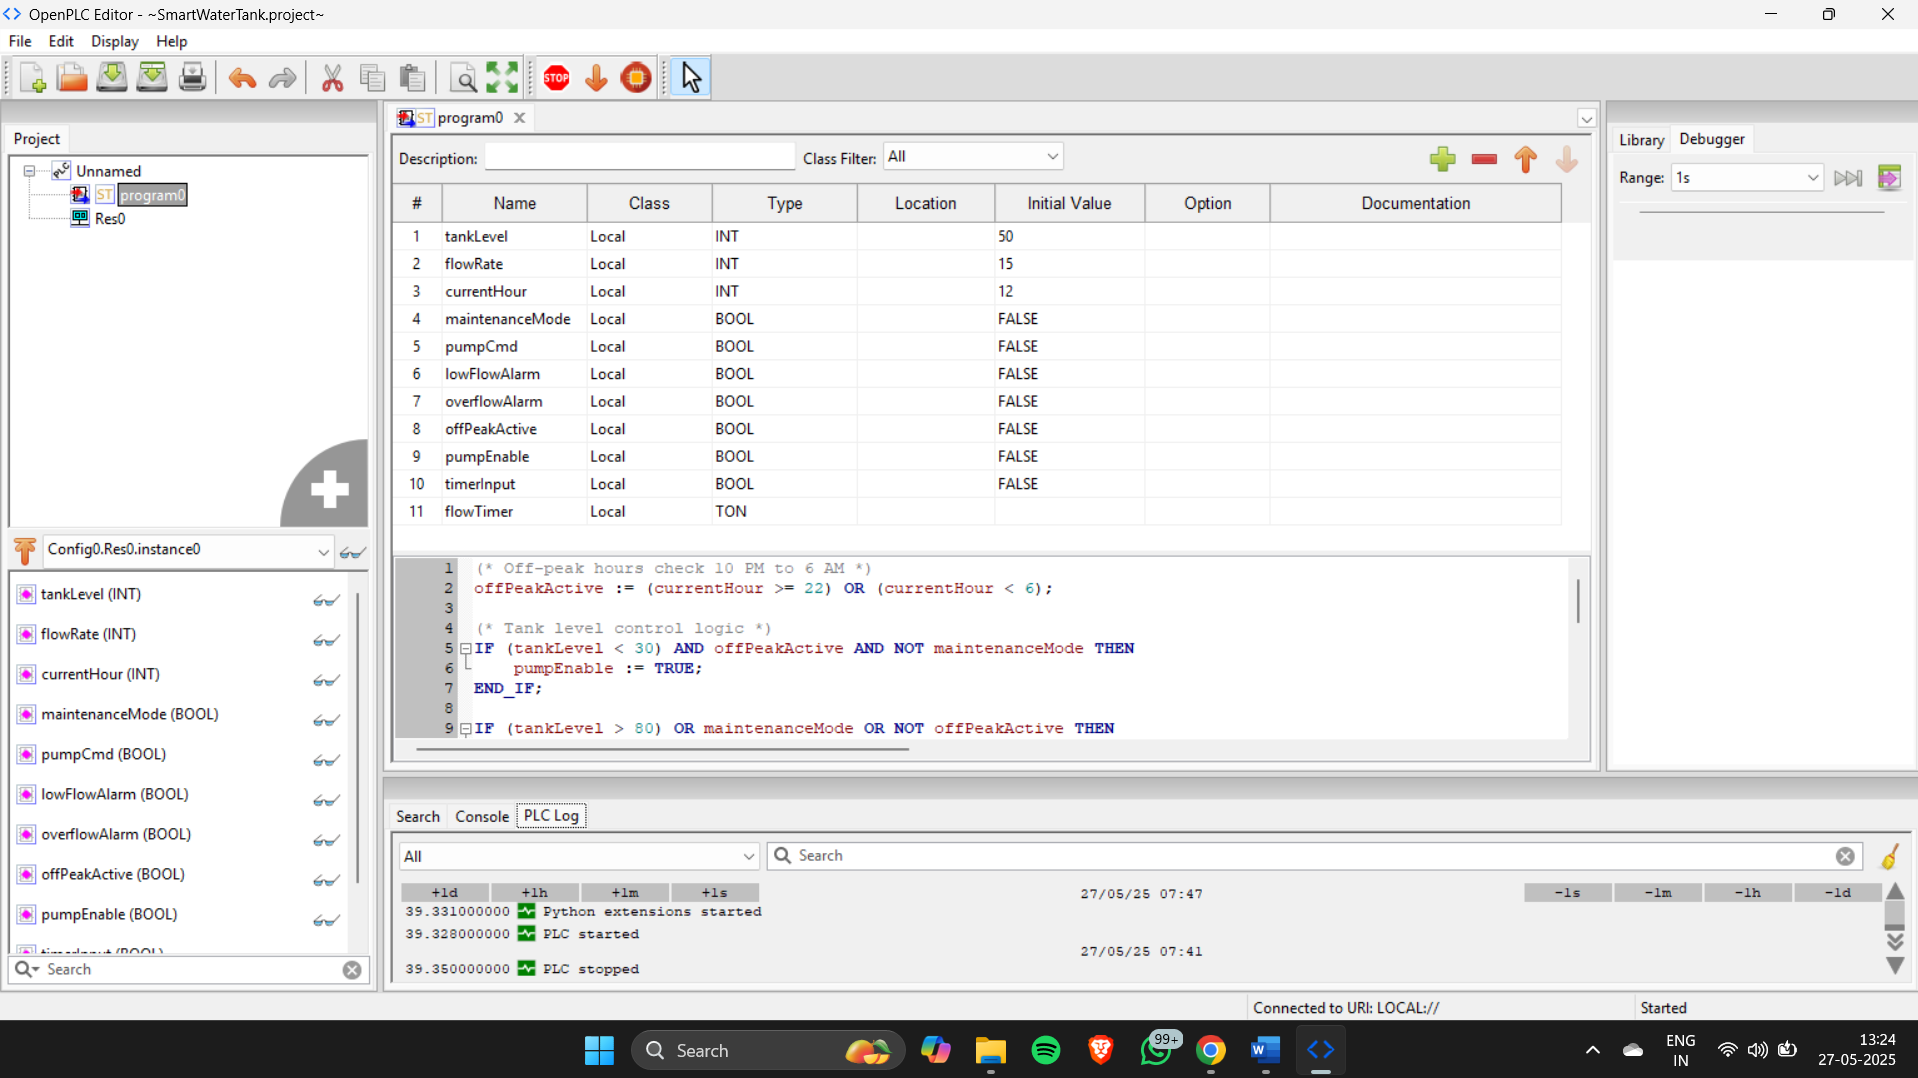 OpenPLC Editor - ~SmartWaterTank.project~
File Edit Display Help
STOP
Project
Unnamed
ST program0
Res0
Config0.Res0.instance0
tankLevel (INT)
flowRate (INT)
currentHour (INT)
maintenanceMode (BOOL)
pumpCmd (BOOL)
lowFlowAlarm (BOOL)
overflowAlarm (BOOL)
offPeakActive (BOOL)
pumpEnable (BOOL)
timerInput (BOOL)
Search
ST program0
Description: Class Filter: All
# Name Class Type Location Initial Value Option Documentation
1 tankLevel Local INT 50
2 flowRate Local INT 15
3 currentHour Local INT 12
4 maintenanceMode Local BOOL FALSE
5 pumpCmd Local BOOL FALSE
6 lowFlowAlarm Local BOOL FALSE
7 overflowAlarm Local BOOL FALSE
8 offPeakActive Local BOOL FALSE
9 pumpEnable Local BOOL FALSE
10 timerInput Local BOOL FALSE
11 flowTimer Local TON
1 (* Off-peak hours check 10 PM to 6 AM *)
2 offPeakActive := (currentHour >= 22) OR (currentHour < 6);
3
4 (* Tank level control logic *)
5 IF (tankLevel < 30) AND offPeakActive AND NOT maintenanceMode THEN
6 pumpEnable := TRUE;
7 END_IF;
8
9 IF (tankLevel > 80) OR maintenanceMode OR NOT offPeakActive THEN
Library Debugger
Range: 1s
Search Console PLC Log
All Search
+1d +1h +1m +1s 27/05/25 07:47 -1s -1m -1h -1d
39.331000000 Python extensions started
39.328000000 PLC started
27/05/25 07:41
39.350000000 PLC stopped
Connected to URI: LOCAL:// Started
Search
99+
W
ENG
IN
13:24
27-05-2025